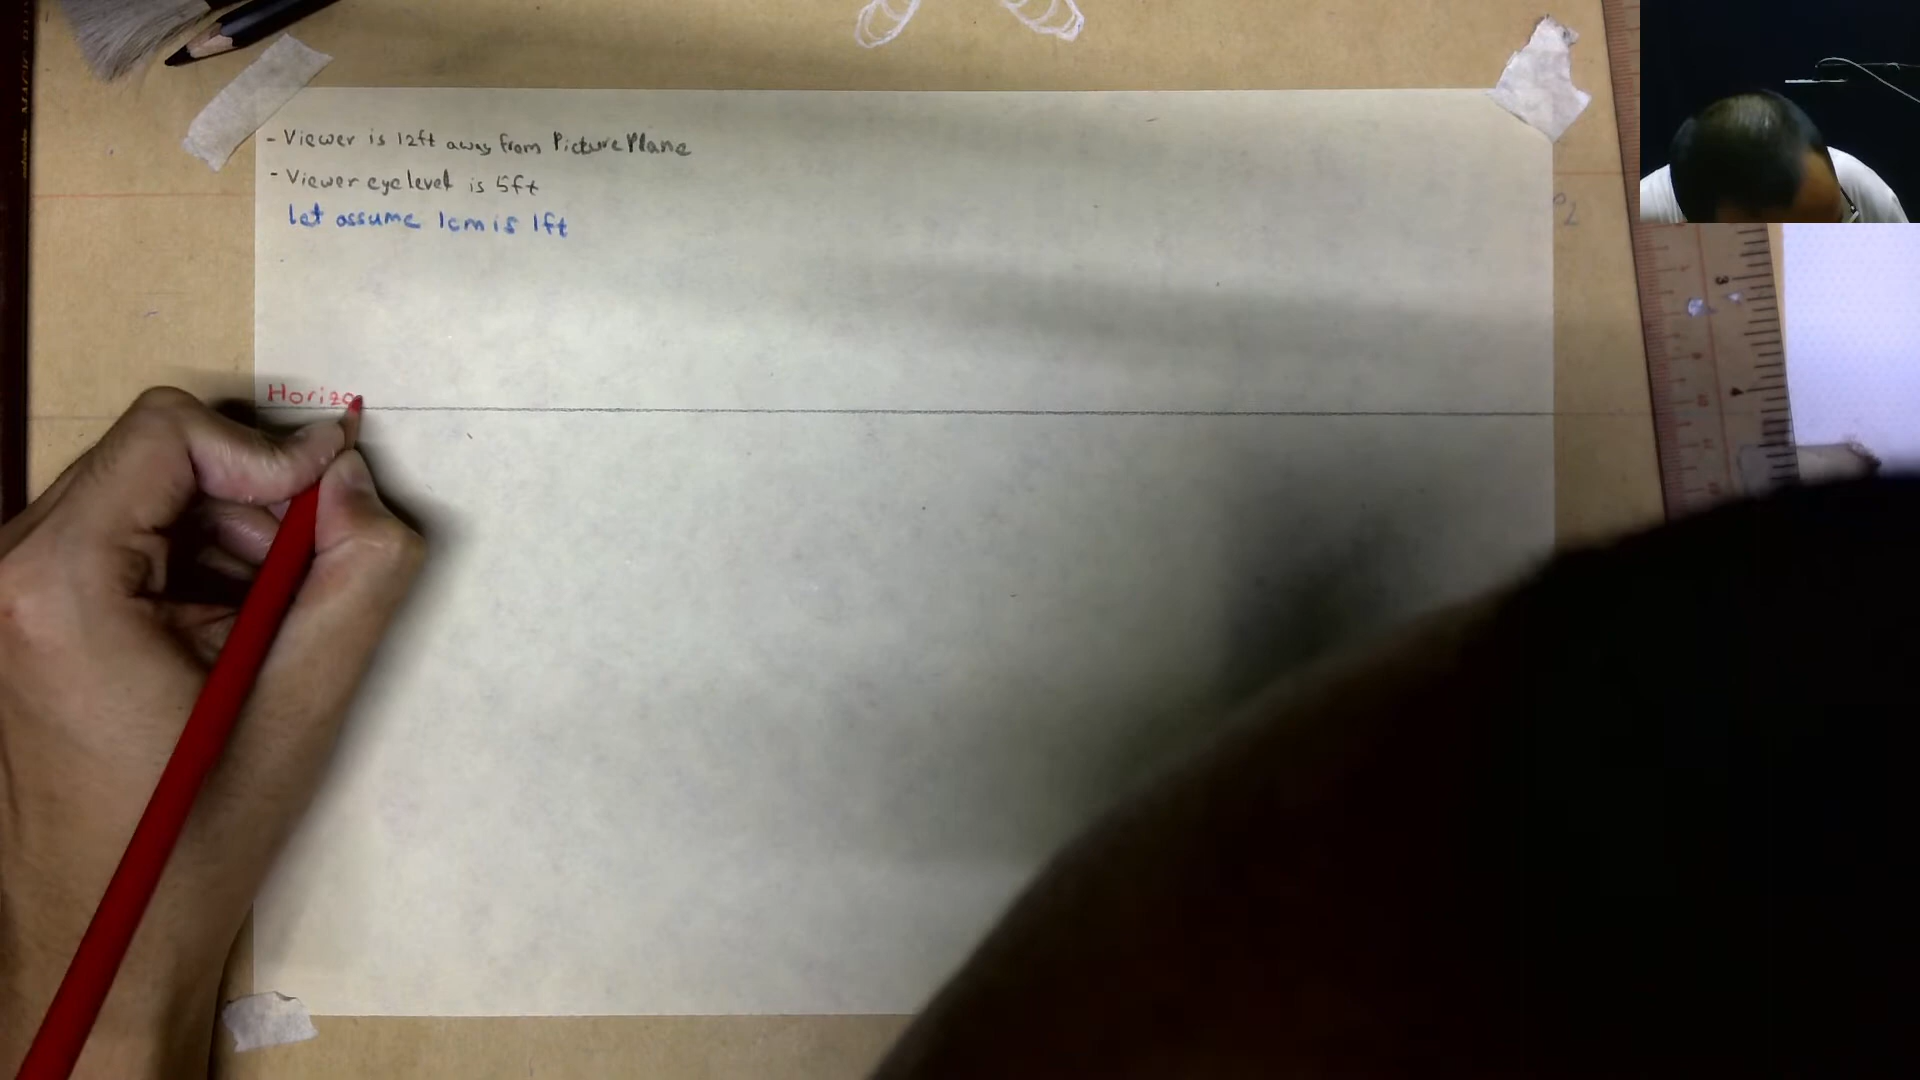 - Viewer is 12ft away from Picture Plane
- Viewer eye level is 5ft
Let assume 1cm is 1ft
Horizo